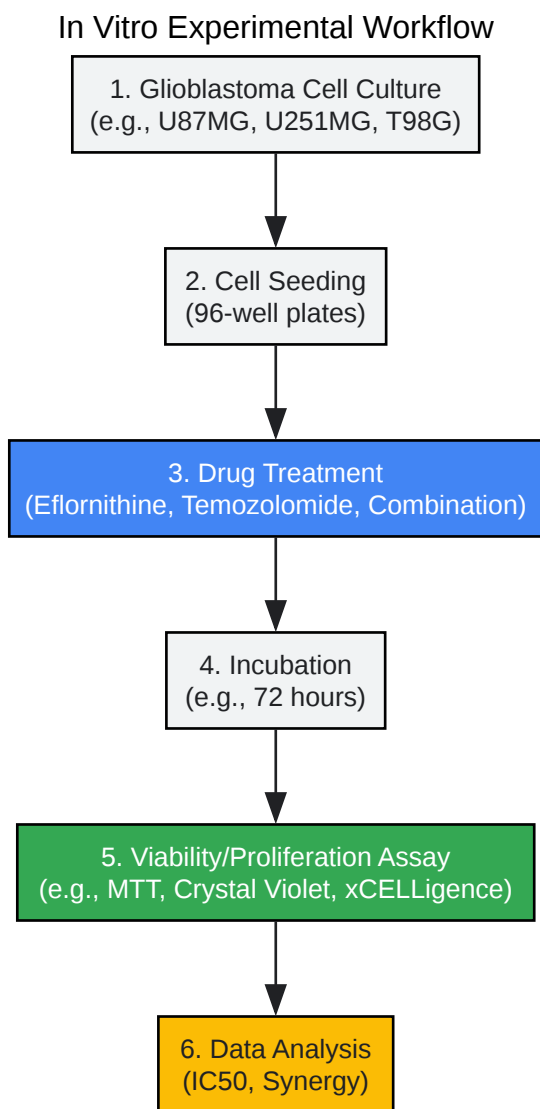 In Vitro Experimental Workflow
1. Glioblastoma Cell Culture
(e.g., U87MG, U251MG, T98G)
2. Cell Seeding
(96-well plates)
3. Drug Treatment
(Eflornithine, Temozolomide, Combination)
4. Incubation
(e.g., 72 hours)
5. Viability/Proliferation Assay
(e.g., MTT, Crystal Violet, xCELLigence)
6. Data Analysis
(IC50, Synergy)